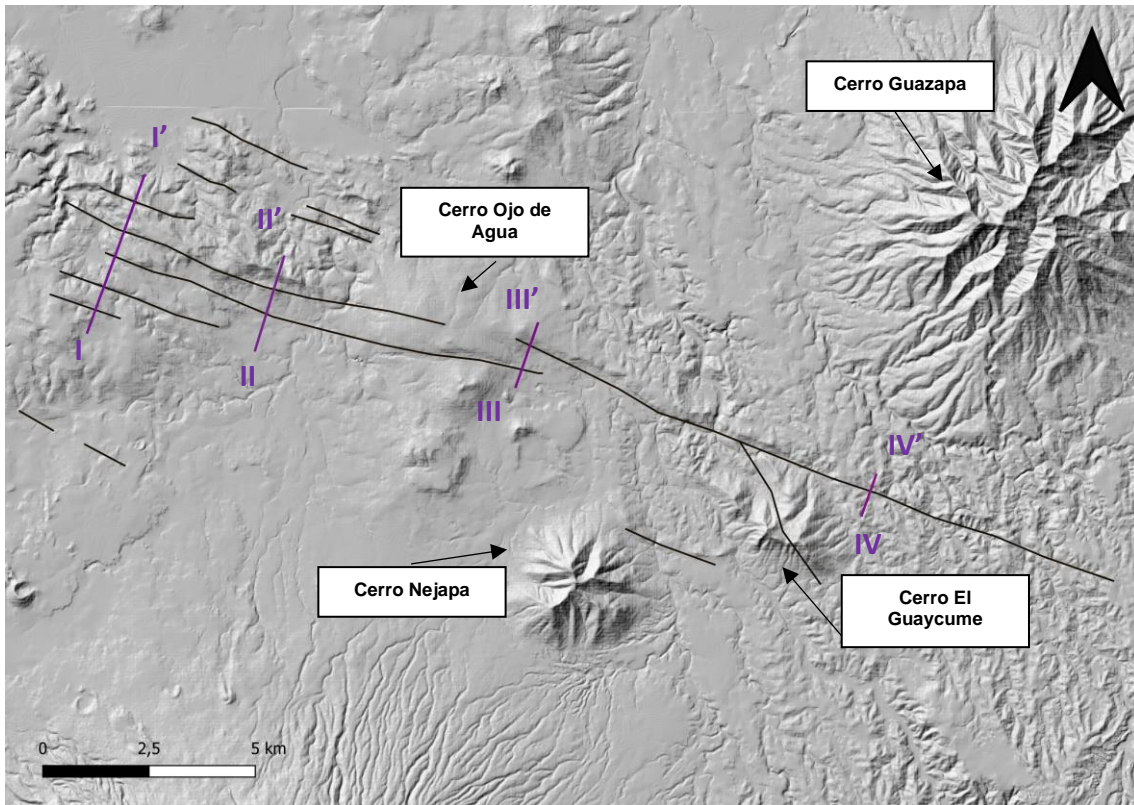 Cerro Guazapa
I'
Cerro Ojo de
Agua
II'
III'
I
II
III
IV'
IV
Cerro Nejapa
Cerro El
Guaycume
0 2,5 5 km